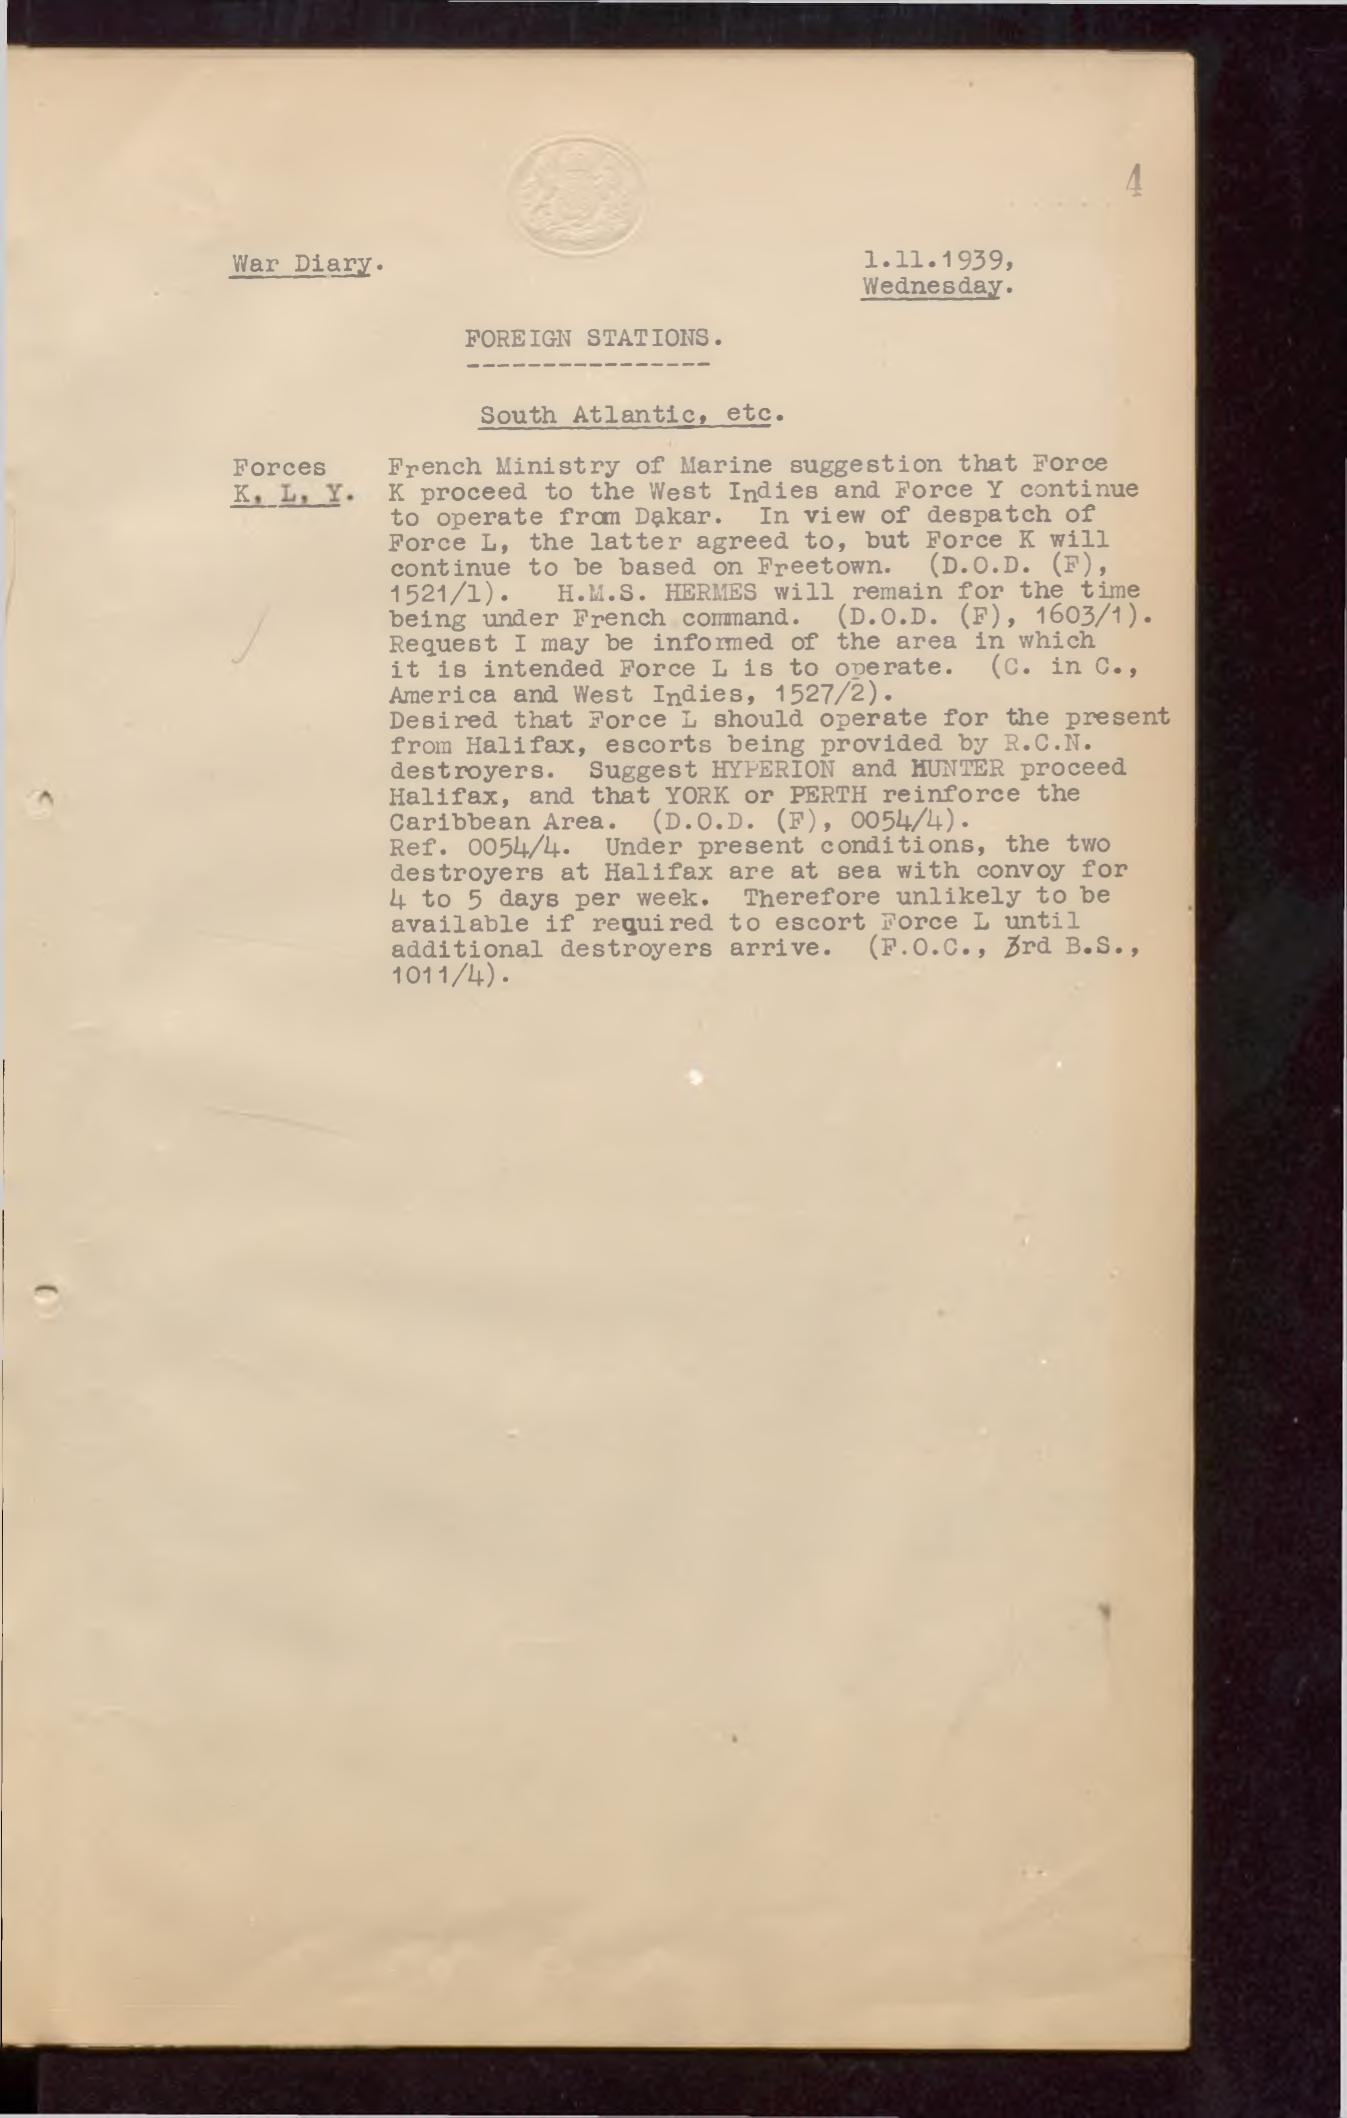 4
War Diary.
1.11.1939,
Wednesday.
FOREIGN STATIONS.
----------------
South Atlantic, etc.
Forces
K, L, Y.
French Ministry of Marine suggestion that Force
K proceed to the West Indies and Force Y continue
to operate from Dakar. In view of despatch of
Force L, the latter agreed to, but Force K will
continue to be based on Freetown. (D.O.D. (F),
1521/1). H.M.S. HERMES will remain for the time
being under French command. (D.O.D. (F), 1603/1).
Request I may be informed of the area in which
it is intended Force L is to operate. (C. in C.,
America and West Indies, 1527/2).
Desired that Force L should operate for the present
from Halifax, escorts being provided by R.C.N.
destroyers. Suggest HYPERION and HUNTER proceed
Halifax, and that YORK or PERTH reinforce the
Caribbean Area. (D.O.D. (F), 0054/4).
Ref. 0054/4. Under present conditions, the two
destroyers at Halifax are at sea with convoy for
4 to 5 days per week. Therefore unlikely to be
available if required to escort Force L until
additional destroyers arrive. (F.O.C., 3rd B.S.,
1011/4).